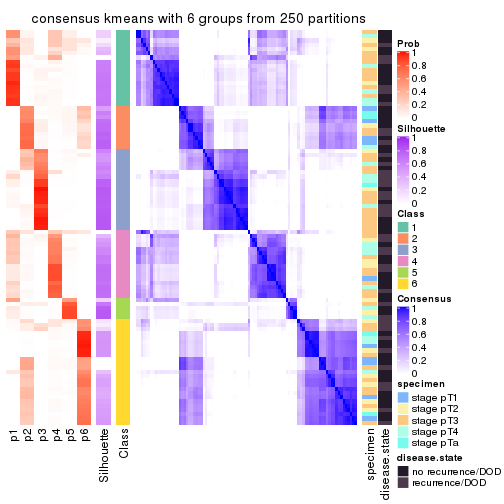 consensus kmeans with 6 groups from 250 partitions
p1
p2
p3
p4
p5
p6
Silhouette
Class
specimen
disease.state
Prob
1
0.8
0.6
0.4
0.2
0
Silhouette
1
0.8
0.6
0.4
0.2
0
Class
1
2
3
4
5
6
Consensus
1
0.8
0.6
0.4
0.2
0
specimen
stage pT1
stage pT2
stage pT3
stage pT4
stage pTa
disease.state
no recurrence/DOD
recurrence/DOD